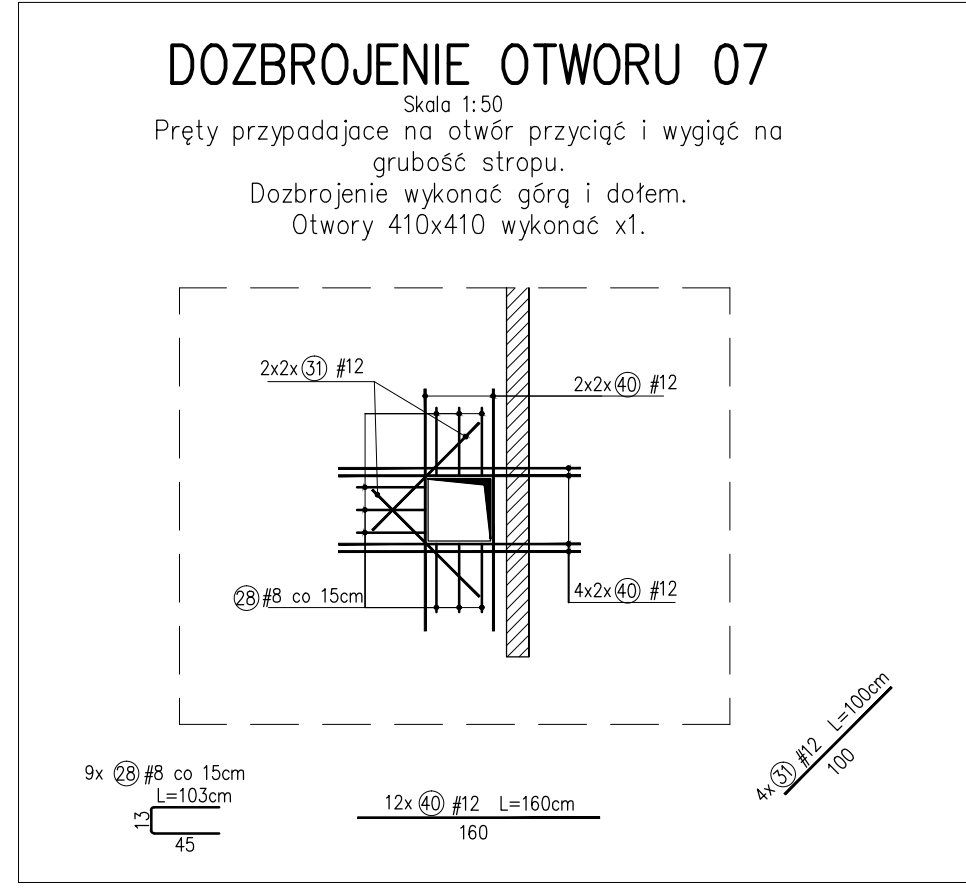 DOZBROJENIE OTWORU 07
Skala 1:50
Pręty przypadajace na otwór przyciąć i wygiąć na
grubość stropu.
Dozbrojenie wykonać górą i dołem.
Otwory 410x410 wykonać x1.
2x2x 31 #12
2x2x 40 #12
28 #8 co 15cm
4x2x 40 #12
4x 31 #12 L=100cm
100
9x 28 #8 co 15cm
L=103cm
13
45
12x 40 #12 L=160cm
160